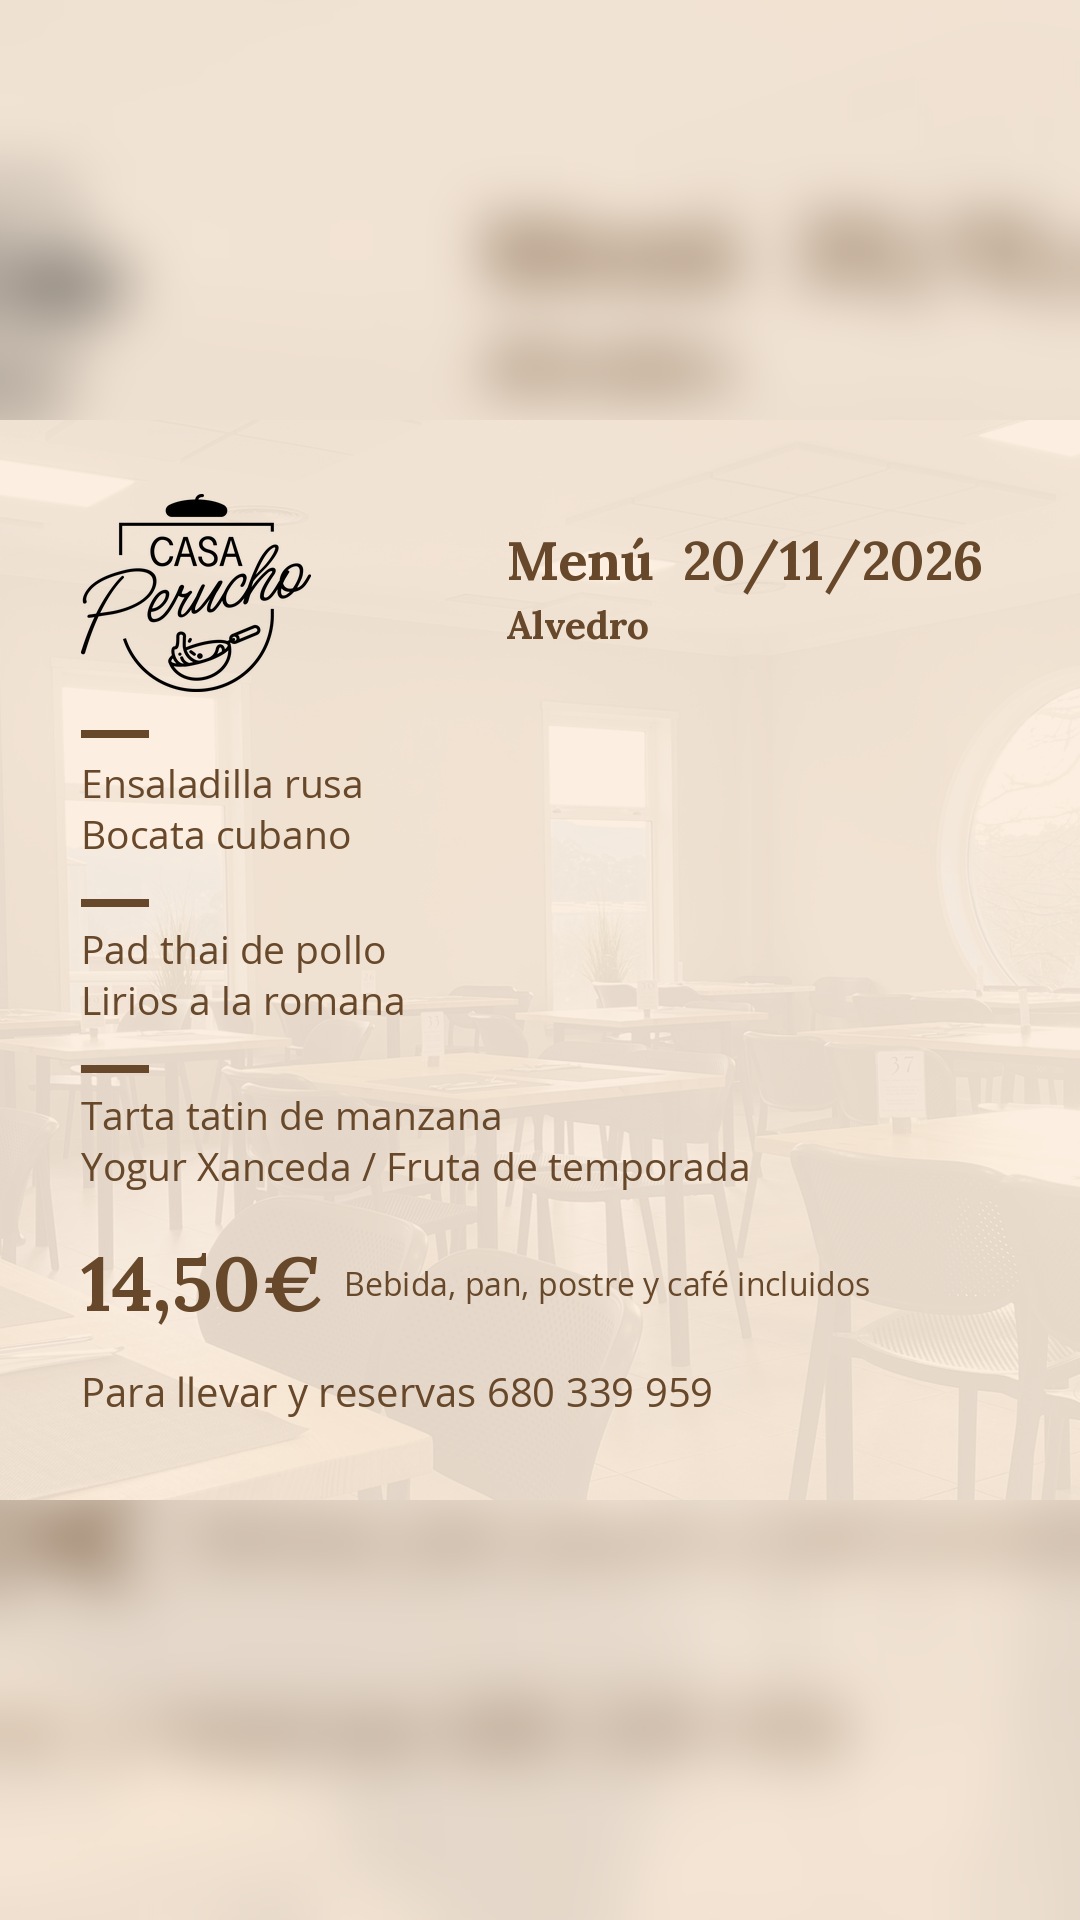 CASA
Perucho
Menú 20/11/2026
Alvedro
Ensaladilla rusa
Bocata cubano
Pad thai de pollo
Lirios a la romana
Tarta tatin de manzana
Yogur Xanceda / Fruta de temporada
14,50€ Bebida, pan, postre y café incluidos
Para llevar y reservas 680 339 959
37